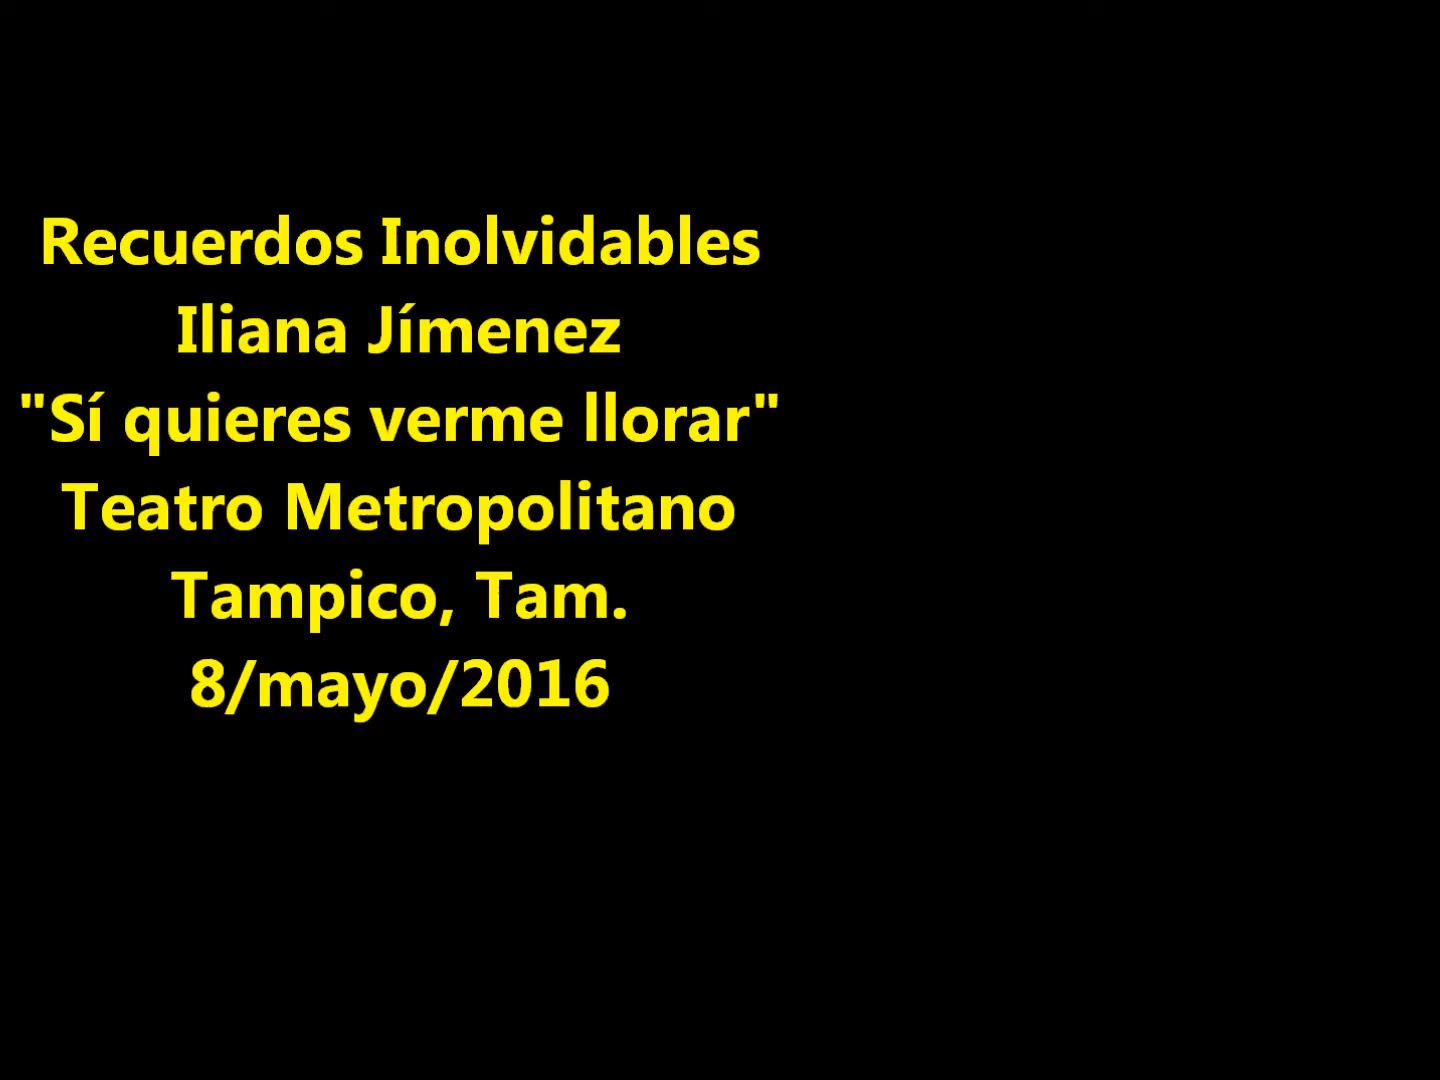 Recuerdos Inolvidables
Iliana Jímenez
"Sí quieres verme llorar"
Teatro Metropolitano
Tampico, Tam.
8/mayo/2016